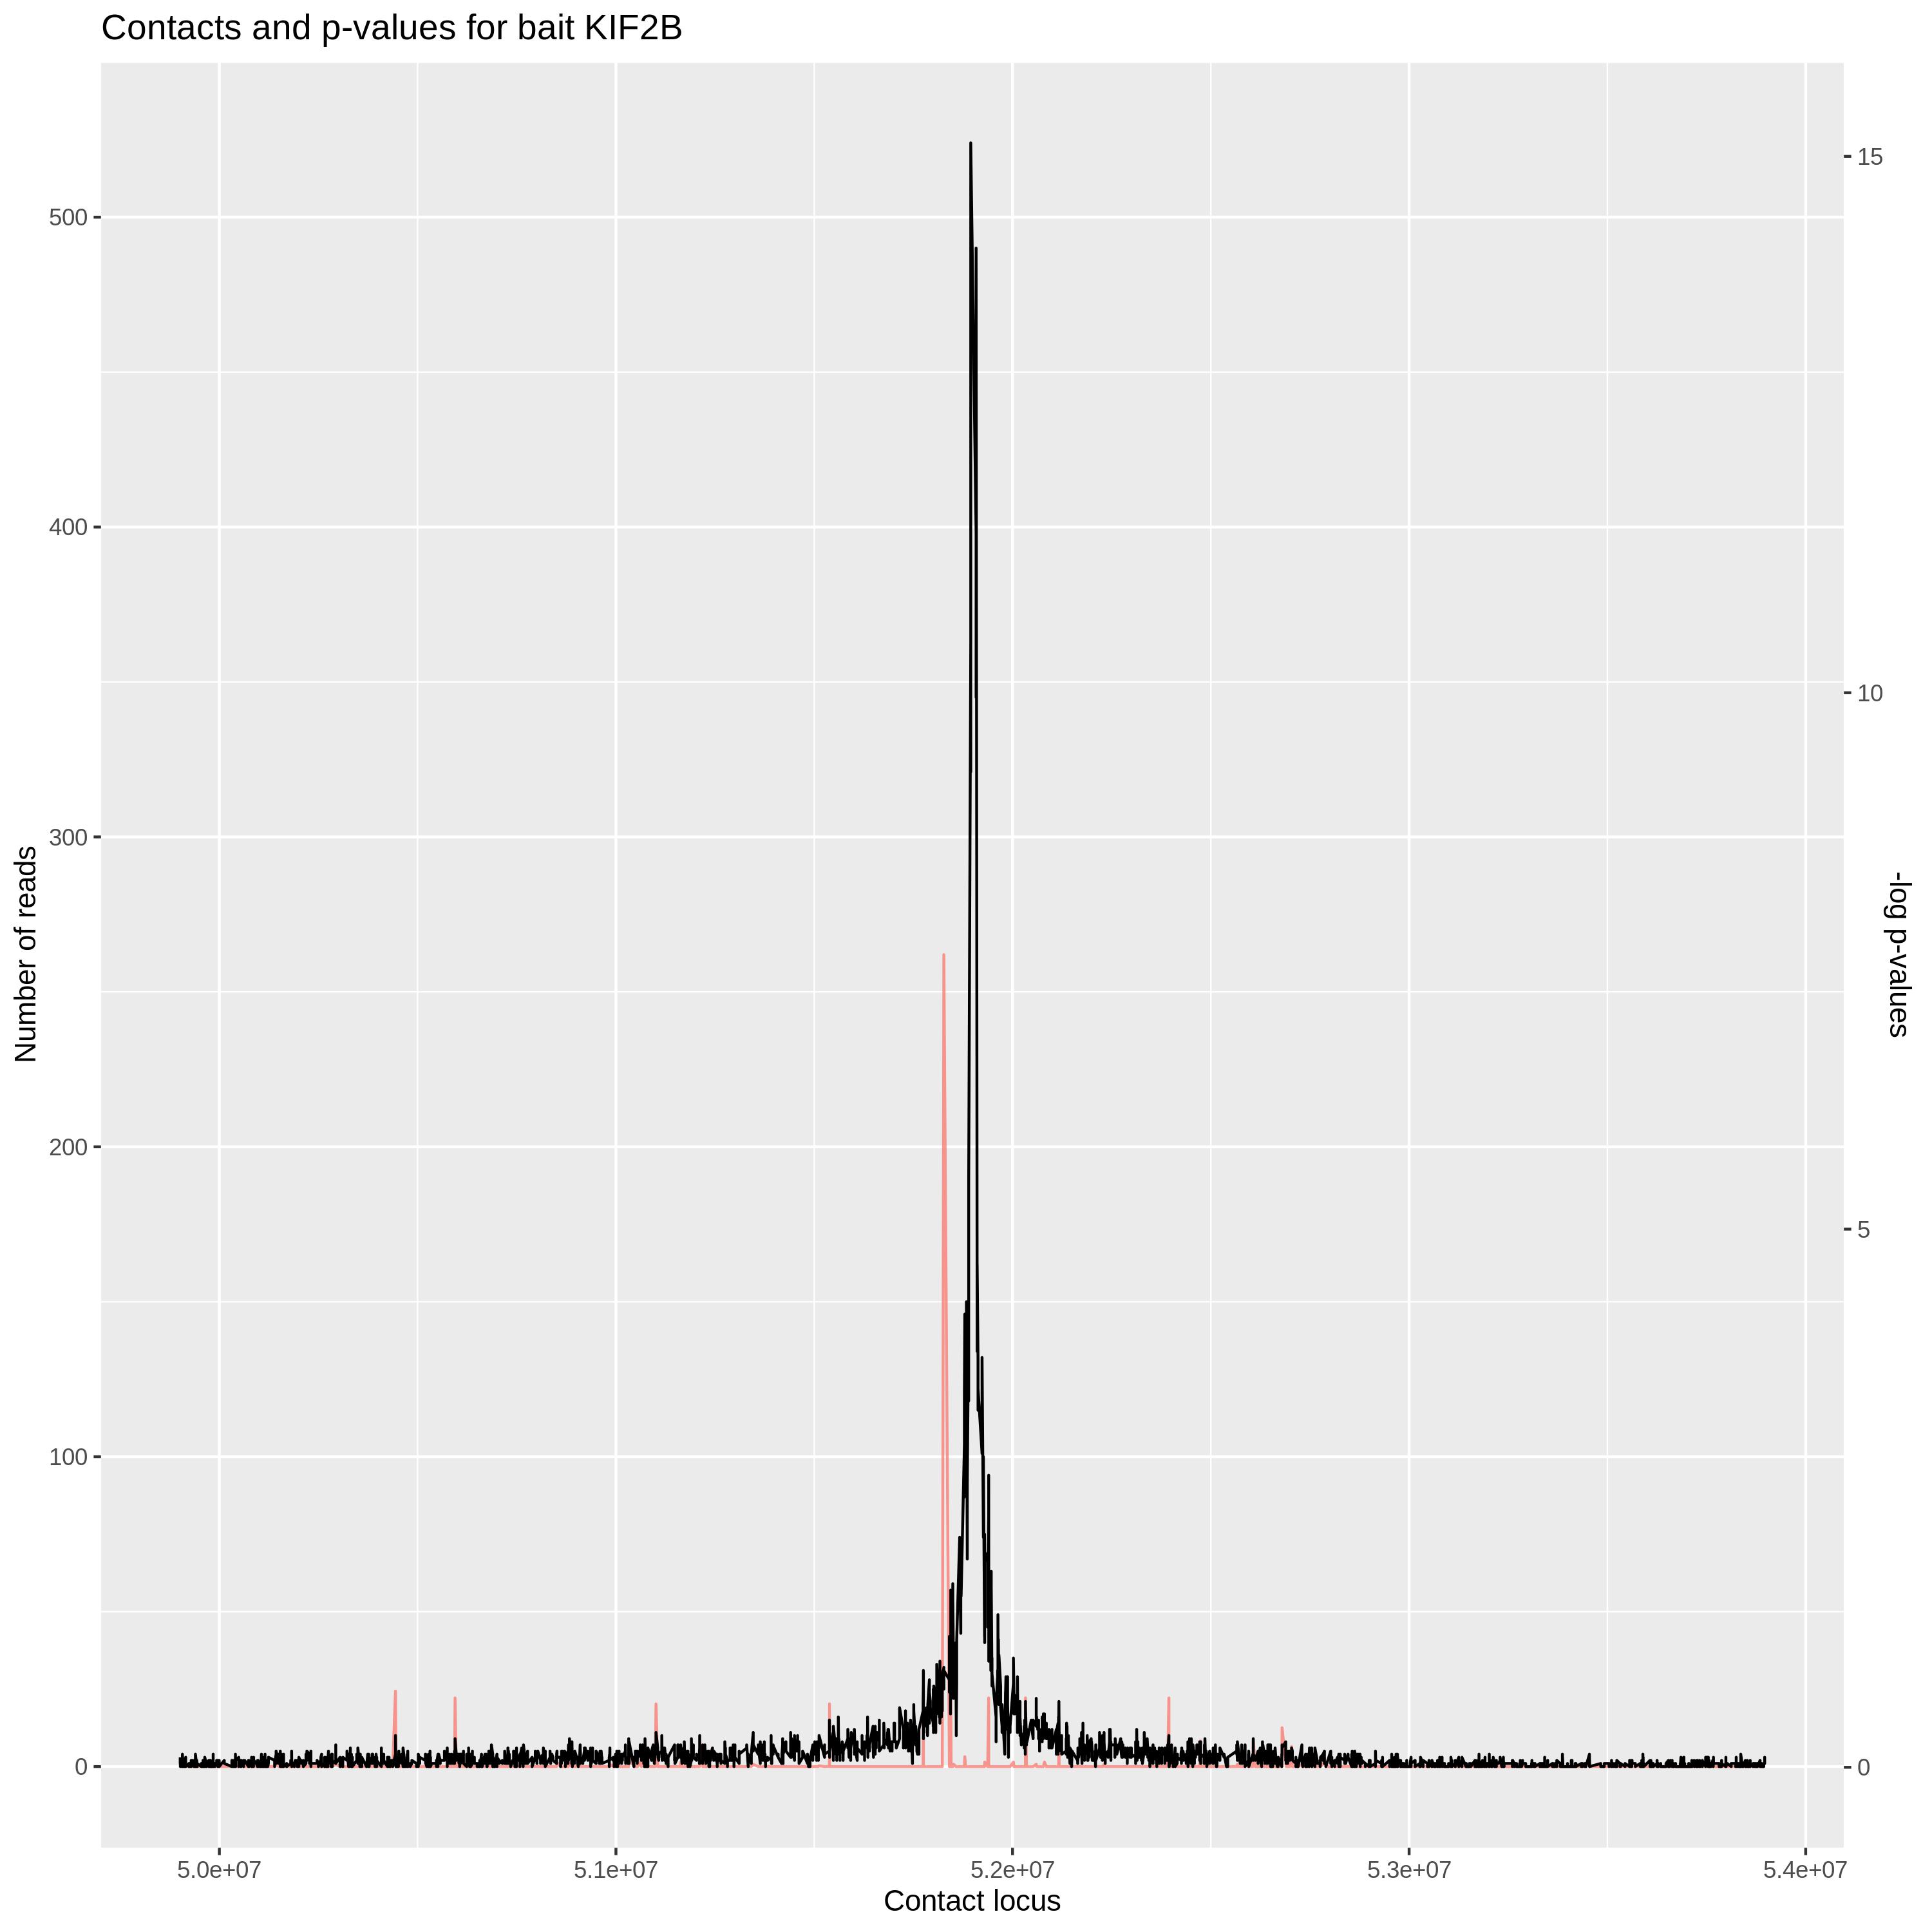 Contacts and p-values for bait KIF2B
Number of reads
500
400
300
200
100
0
15
10
5
0
-log p-values
5.0e+07 5.1e+07 5.2e+07 5.3e+07 5.4e+07
Contact locus